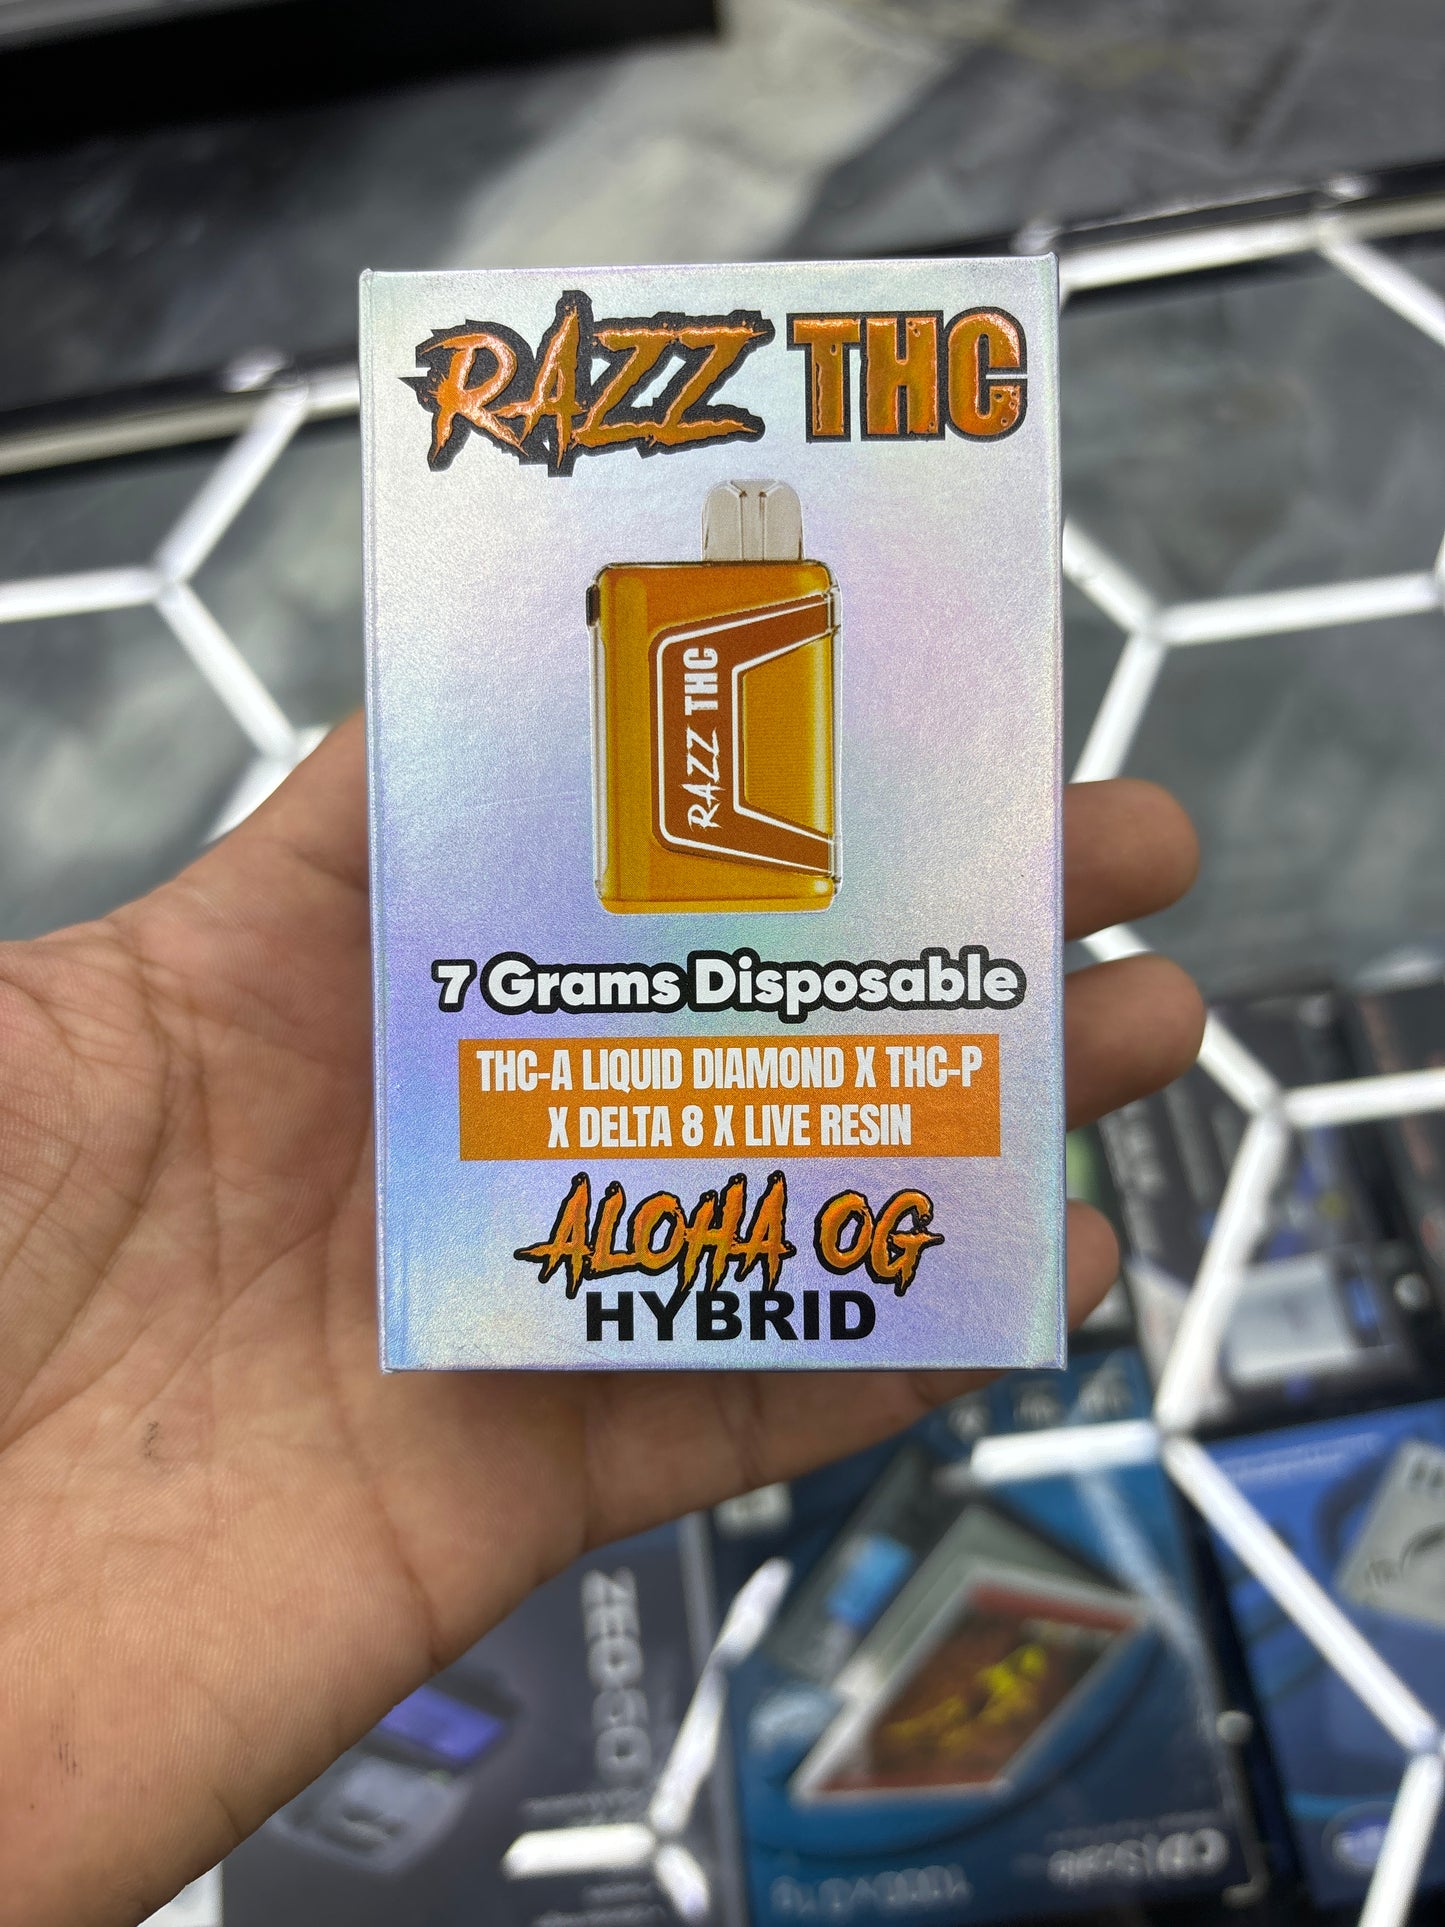 RAZZ THC
RAZZ THC
7 Grams Disposable
THC-A LIQUID DIAMOND X THC-P
X DELTA 8 X LIVE RESIN
ALOHA OG
HYBRID